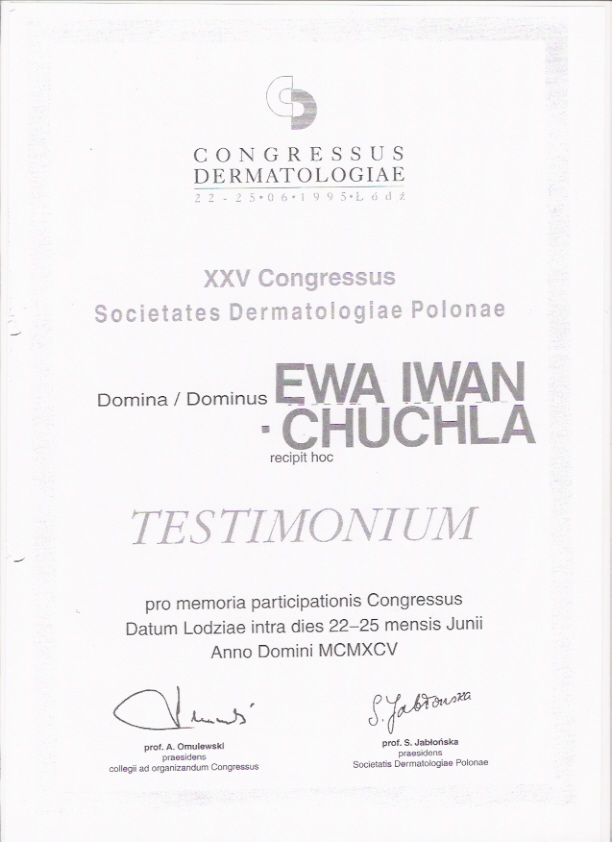 CONGRESSUS
DERMATOLOGIAE
22-25•06•1995•Łódź
XXV Congressus
Societates Dermatologiae Polonae
Domina / Dominus EWA IWAN
-CHUCHLA
recipit hoc
TESTIMONIUM
pro memoria participationis Congressus
Datum Lodziae intra dies 22–25 mensis Junii
Anno Domini MCMXCV
S. Jabłońska
prof. A. Omulewski
praesidens
collegii ad organizandum Congressus
prof. S. Jabłońska
praesidens
Societatis Dermatologiae Polonae